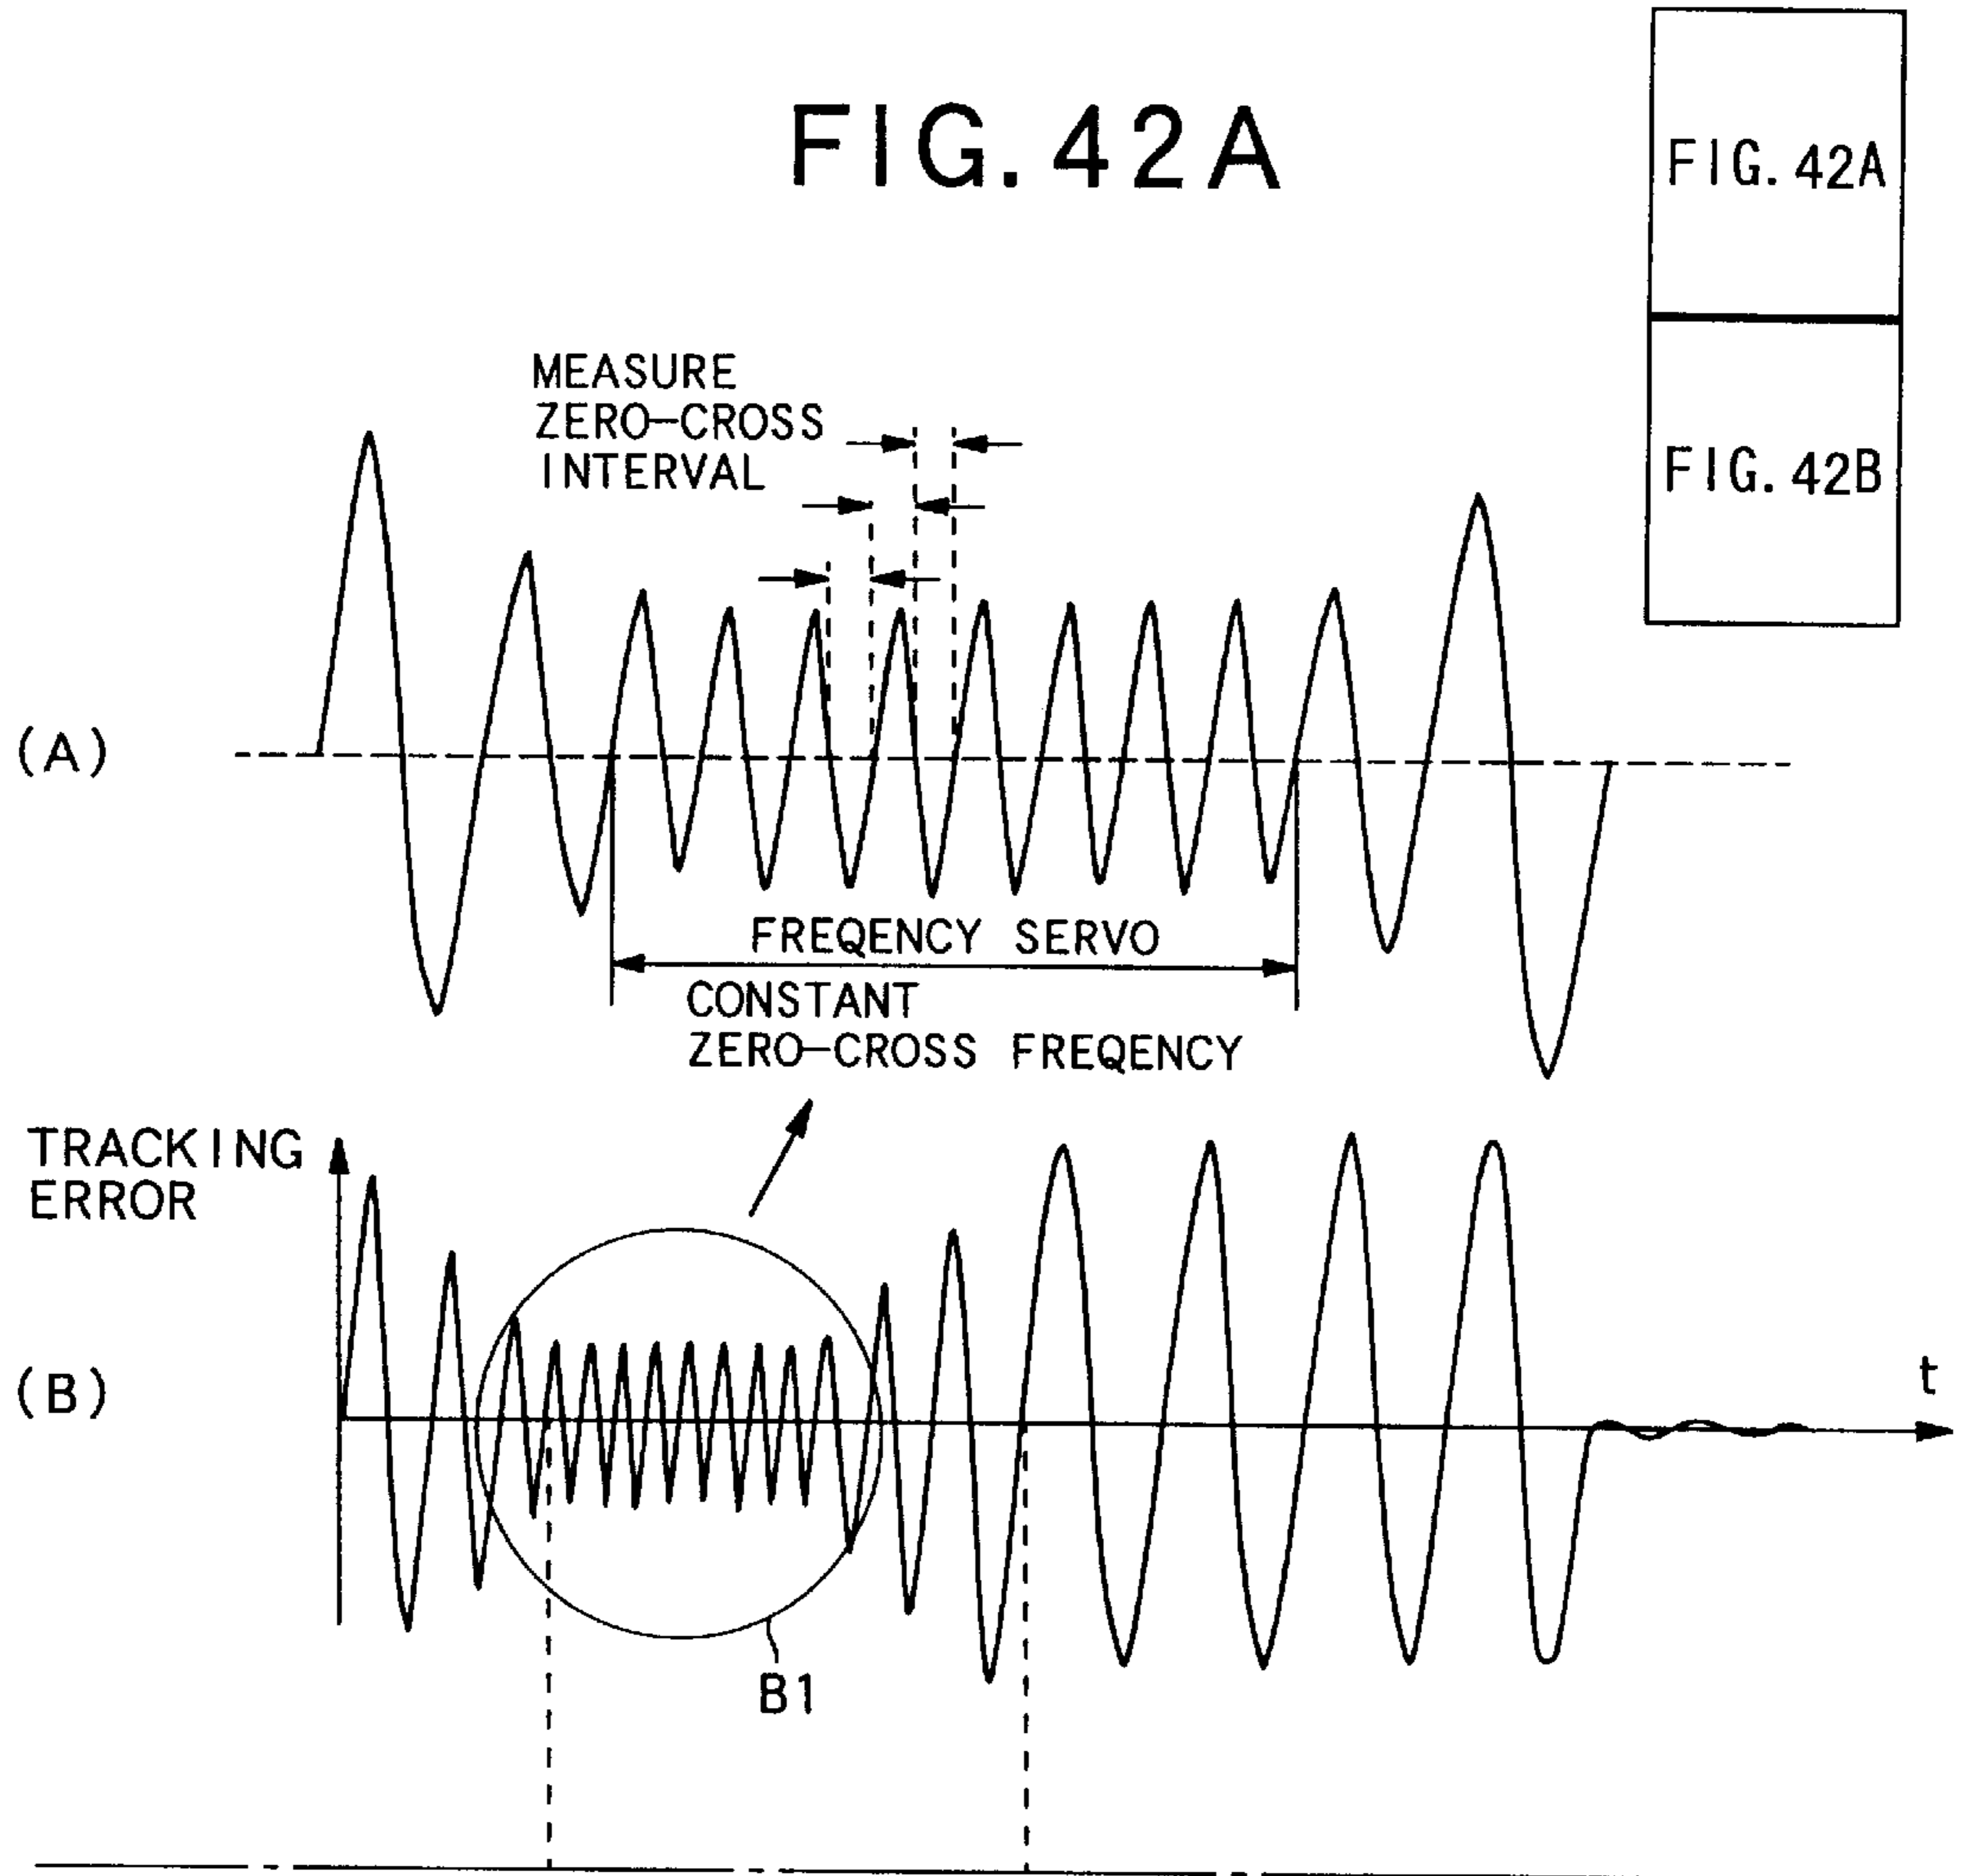 FIG. 42A
FIG. 42A
FIG. 42B
MEASURE
ZERO-CROSS
INTERVAL
(A)
FREQENCY SERVO
CONSTANT
ZERO-CROSS FREQENCY
TRACKING
ERROR
(B)
t
B1